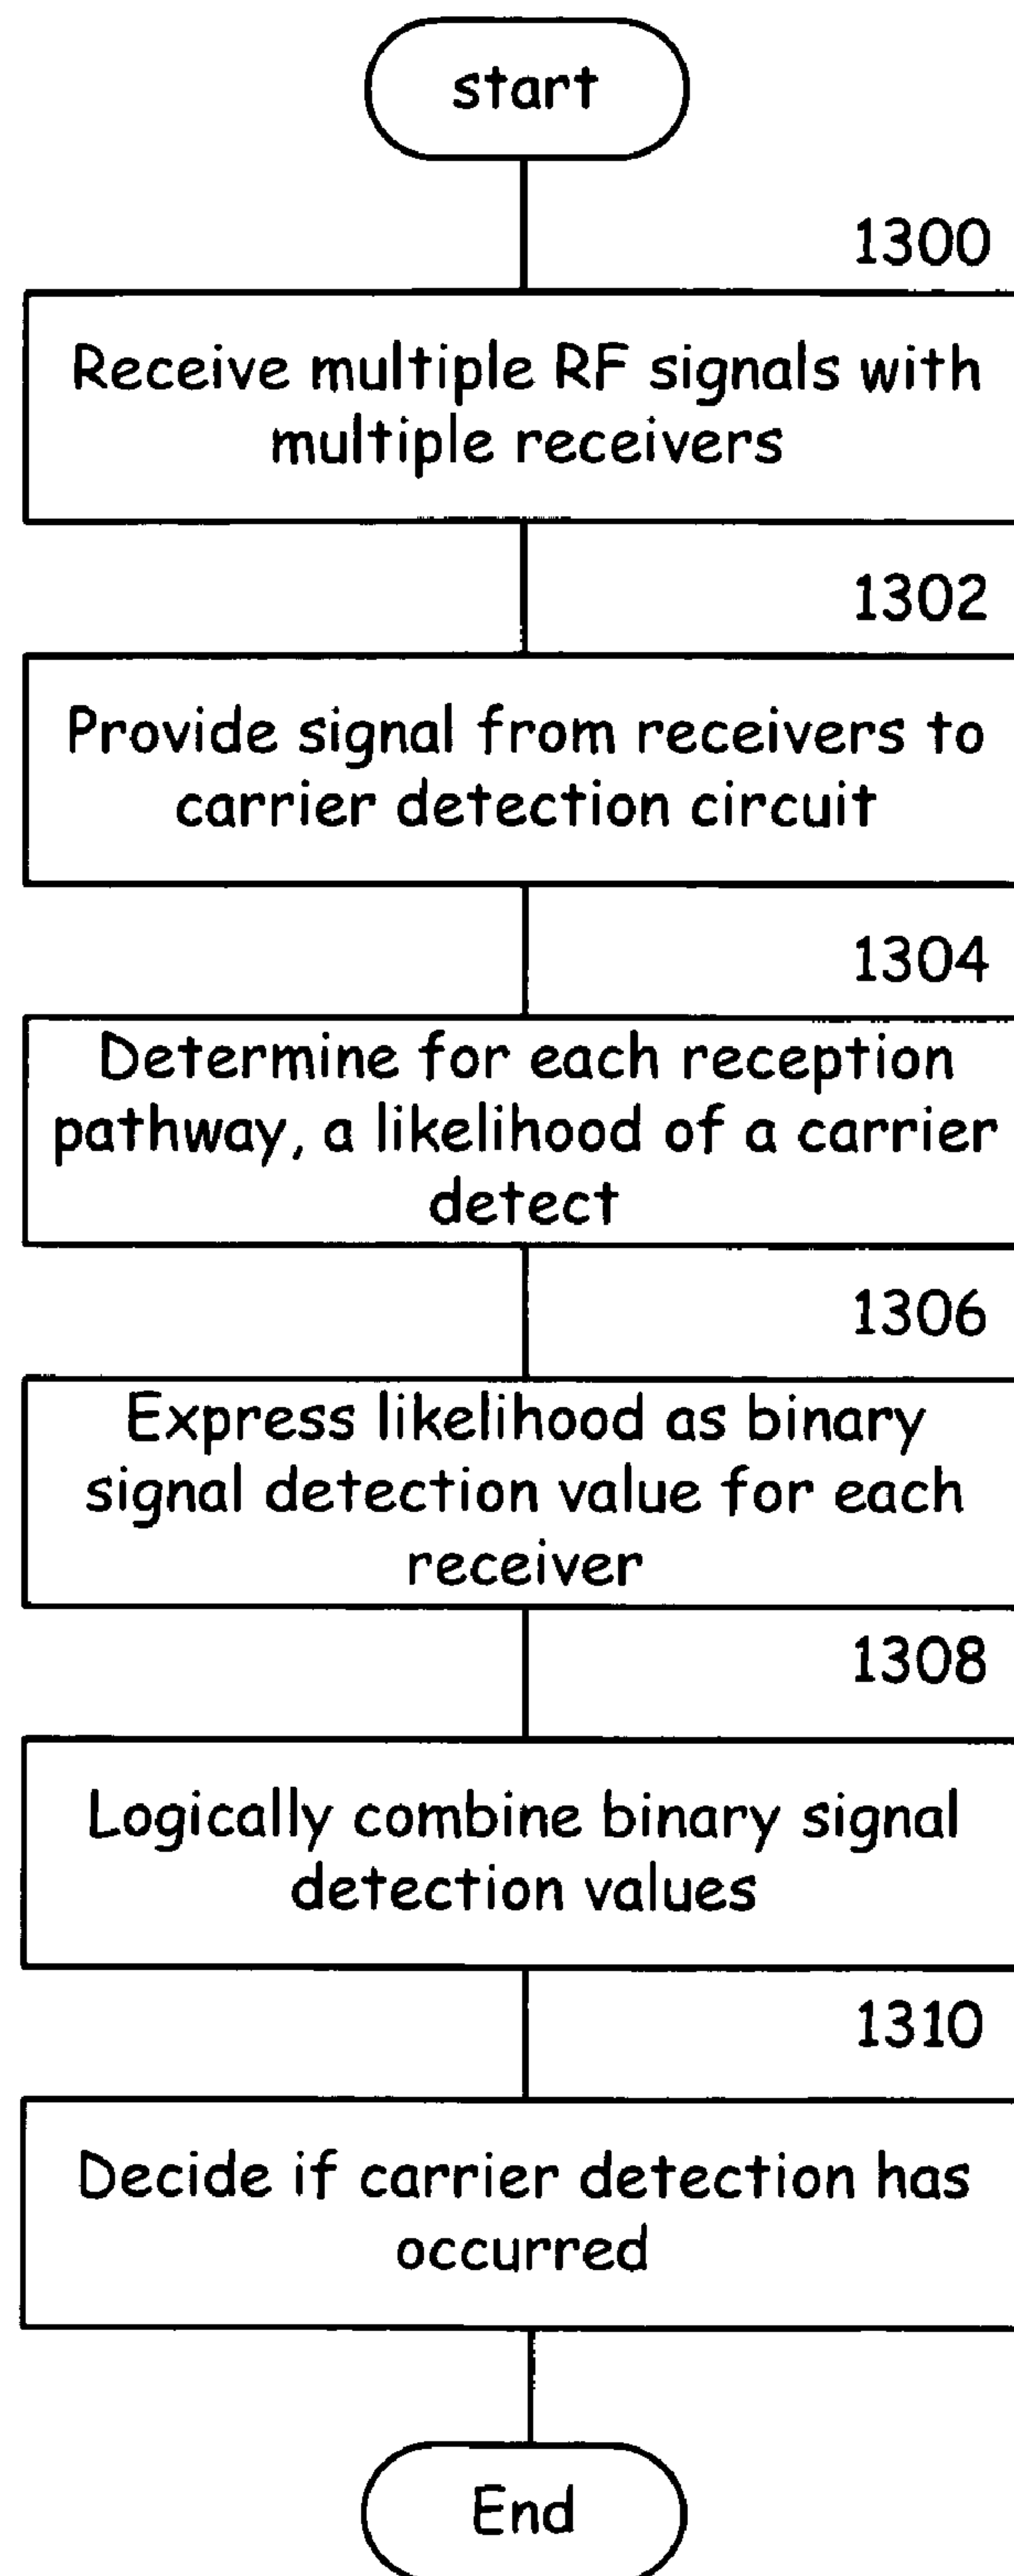 start
1300
Receive multiple RF signals with
multiple receivers
1302
Provide signal from receivers to
carrier detection circuit
1304
Determine for each reception
pathway, a likelihood of a carrier
detect
1306
Express likelihood as binary
signal detection value for each
receiver
1308
Logically combine binary signal
detection values
1310
Decide if carrier detection has
occurred
End